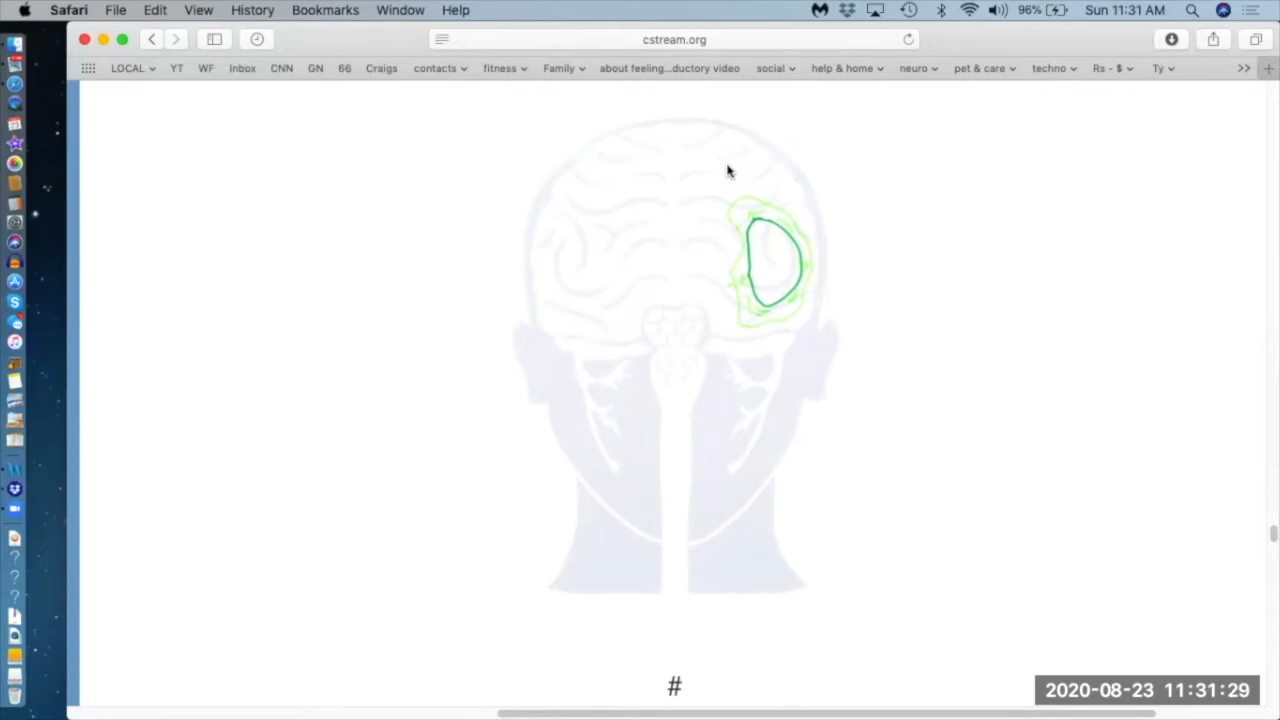 Safari File Edit View History Bookmarks Window Help 96% Sun 11:31 AM
cstream.org
LOCAL YT WF Inbox CNN GN 66 Craigs contacts fitness Family about feeling...ductory video social help & home neuro pet & care techno Rs - $ Ty >>
#
2020-08-23 11:31:29